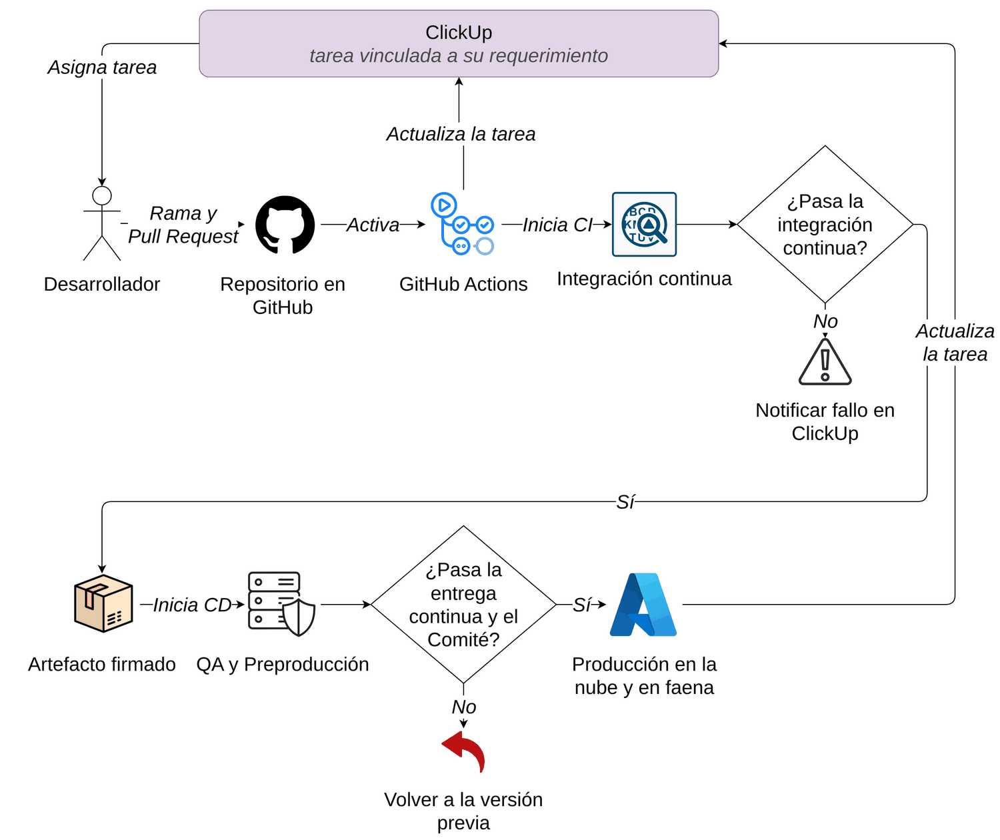 ClickUp
tarea vinculada a su requerimiento
Asigna tarea
Actualiza la tarea
Rama y
Pull Request
Activa
Inicia CI
¿Pasa la
integración
continua?
Desarrollador
Repositorio en
GitHub
GitHub Actions
Integración continua
No
Actualiza
la tarea
Notificar fallo en
ClickUp
Sí
¿Pasa la
entrega
continua y el
Comité?
Inicia CD
Sí
Artefacto firmado
QA y Preproducción
Producción en la
nube y en faena
No
Volver a la versión
previa